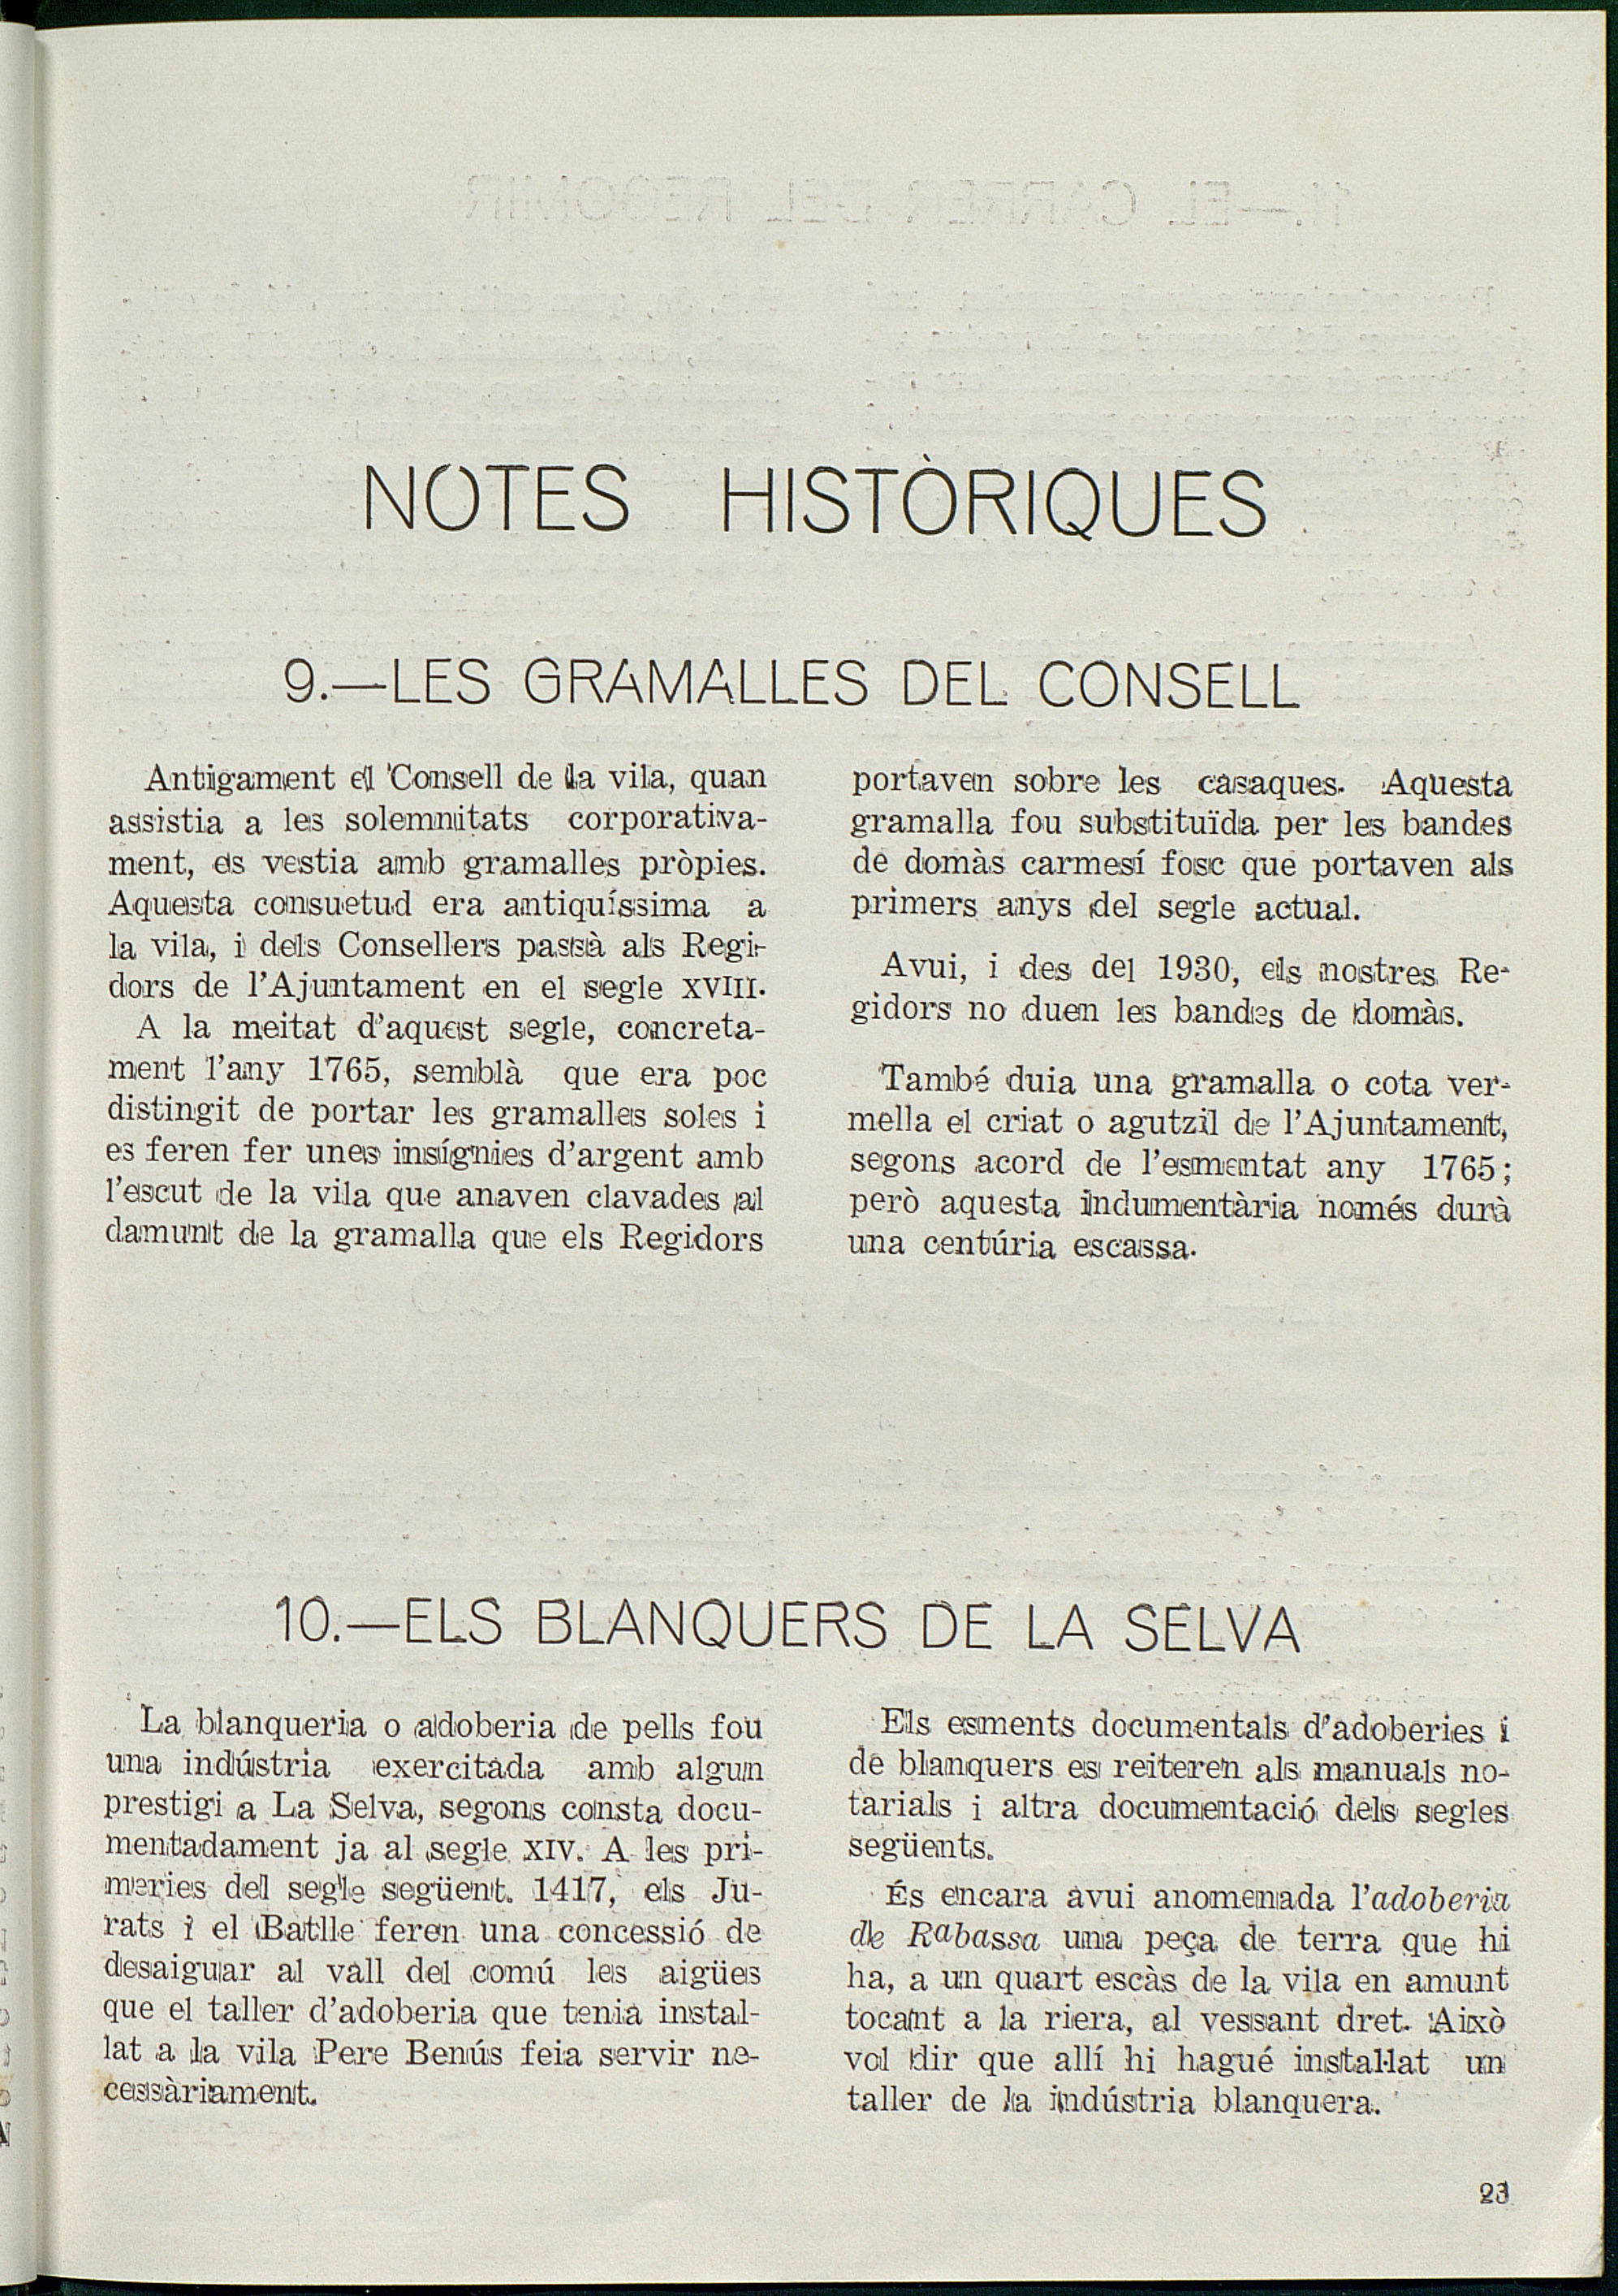 NOTES HISTÒRIQUES
9.—LES GRAMALLES DEL CONSELL
Antigament el Consell de la vila, quan
assistia a les solemnitats corporativa-
ment, es vestia amb gramalles pròpies.
Aquesta consuetud era antiquíssima a
la vila, i dels Consellers passà als Regi-
dors de l'Ajuntament en el segle XVIII.
A la meitat d'aquest segle, concreta-
ment l'any 1765, semblà que era poc
distingit de portar les gramalles soles i
es feren fer unes insígnies d'argent amb
l'escut de la vila que anaven clavades al
damunt de la gramalla que els Regidors
portaven sobre les casaques. Aquesta
gramalla fou substituïda per les bandes
de domàs carmesí fosc que portaven als
primers anys del segle actual.
Avui, i des del 1930, els nostres Re-
gidors no duen les bandes de domàs.
També duia una gramalla o cota ver-
mella el criat o agutzil de l'Ajuntament,
segons acord de l'esmentat any 1765;
però aquesta indumentària només durà
una centúria escassa.
10.—ELS BLANQUERS DE LA SELVA
La blanqueria o adoberia de pells fou
una indústria exercitada amb algun
prestigi a La Selva, segons consta docu-
mentadament ja al segle XIV. A les pri-
meries del segle següent. 1417, els Ju-
rats i el Batlle feren una concessió de
desaiguar al vall del comú les aigües
que el taller d'adoberia que tenia instal-
lat a la vila Pere Benús feia servir ne-
cessàriament.
Els esments documentals d'adoberies i
de blanquers es reiteren als manuals no-
tarials i altra documentació dels segles
següents.
És encara avui anomenada l'adoberia
de Rabassa una peça de terra que hi
ha, a un quart escàs de la vila en amunt
tocant a la riera, al vessant dret. Això
vol dir que allí hi hagué instal·lat un
taller de la indústria blanquera.